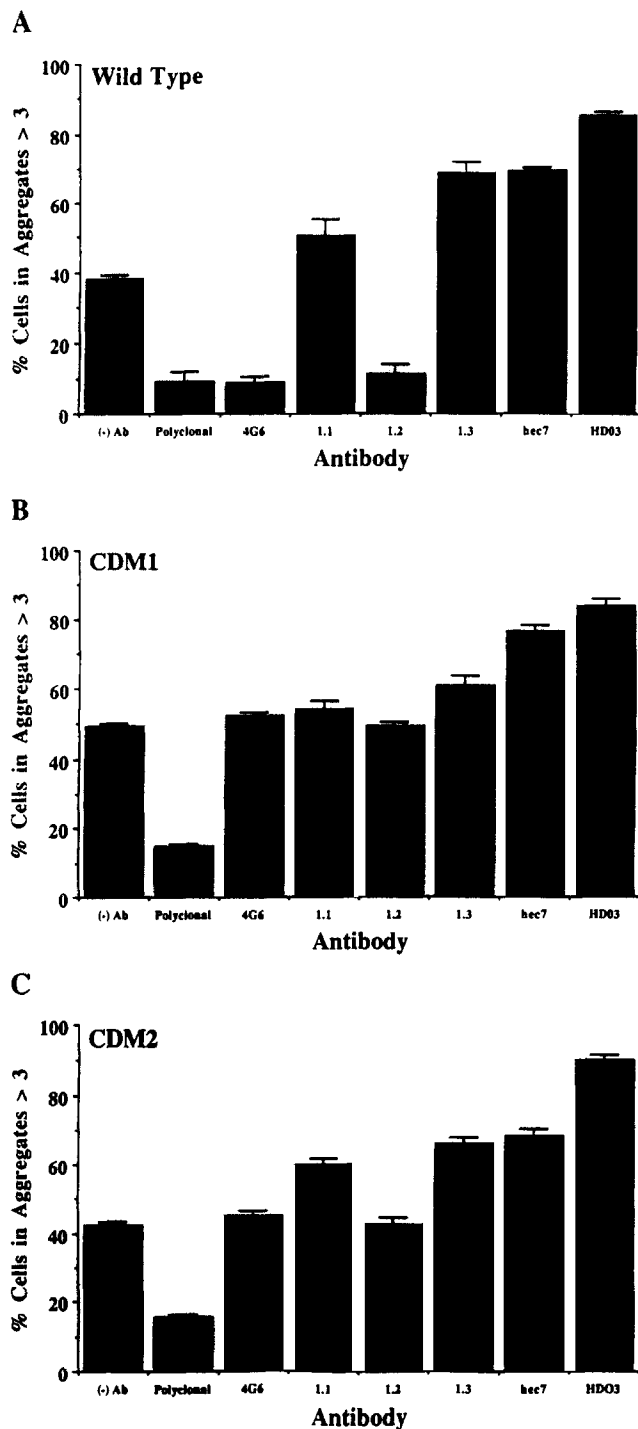 A
Wild Type
% Cells in Aggregates > 3
100
80
60
40
20
0
(-) Ab Polyclonal 4G6 1.1 1.2 1.3 hec7 HD03
Antibody
B
CDM1
% Cells in Aggregates > 3
100
80
60
40
20
0
(-) Ab Polyclonal 4G6 1.1 1.2 1.3 hec7 HD03
Antibody
C
CDM2
% Cells in Aggregates > 3
100
80
60
40
20
0
(-) Ab Polyclonal 4G6 1.1 1.2 1.3 hec7 HDO3
Antibody